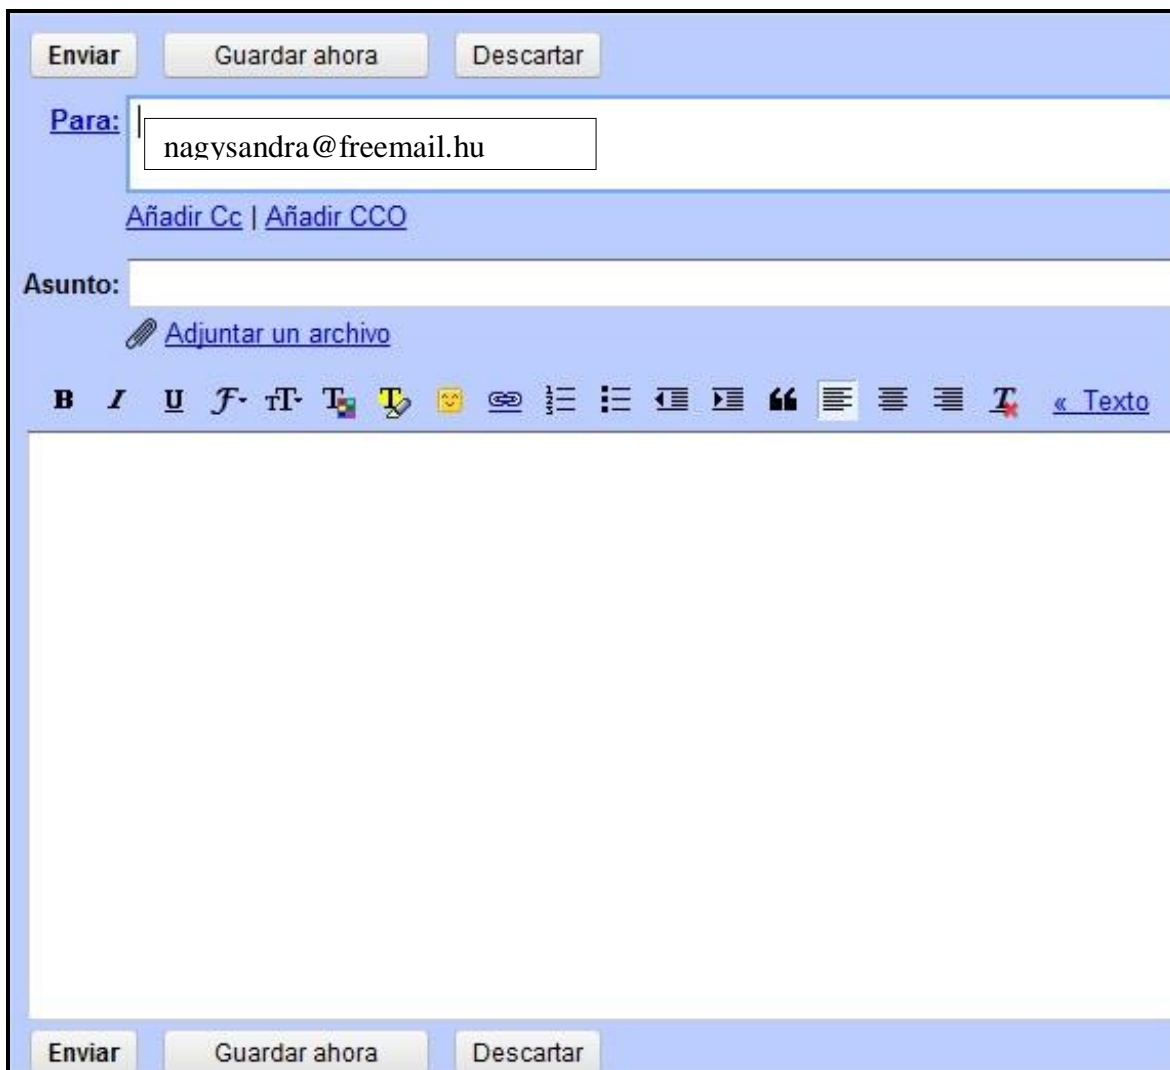 Enviar Guardar ahora Descartar
Para: nagysandra@freemail.hu
Añadir Cc | Añadir CCO
Asunto:
Adjuntar un archivo
B I U « Texto
Enviar Guardar ahora Descartar